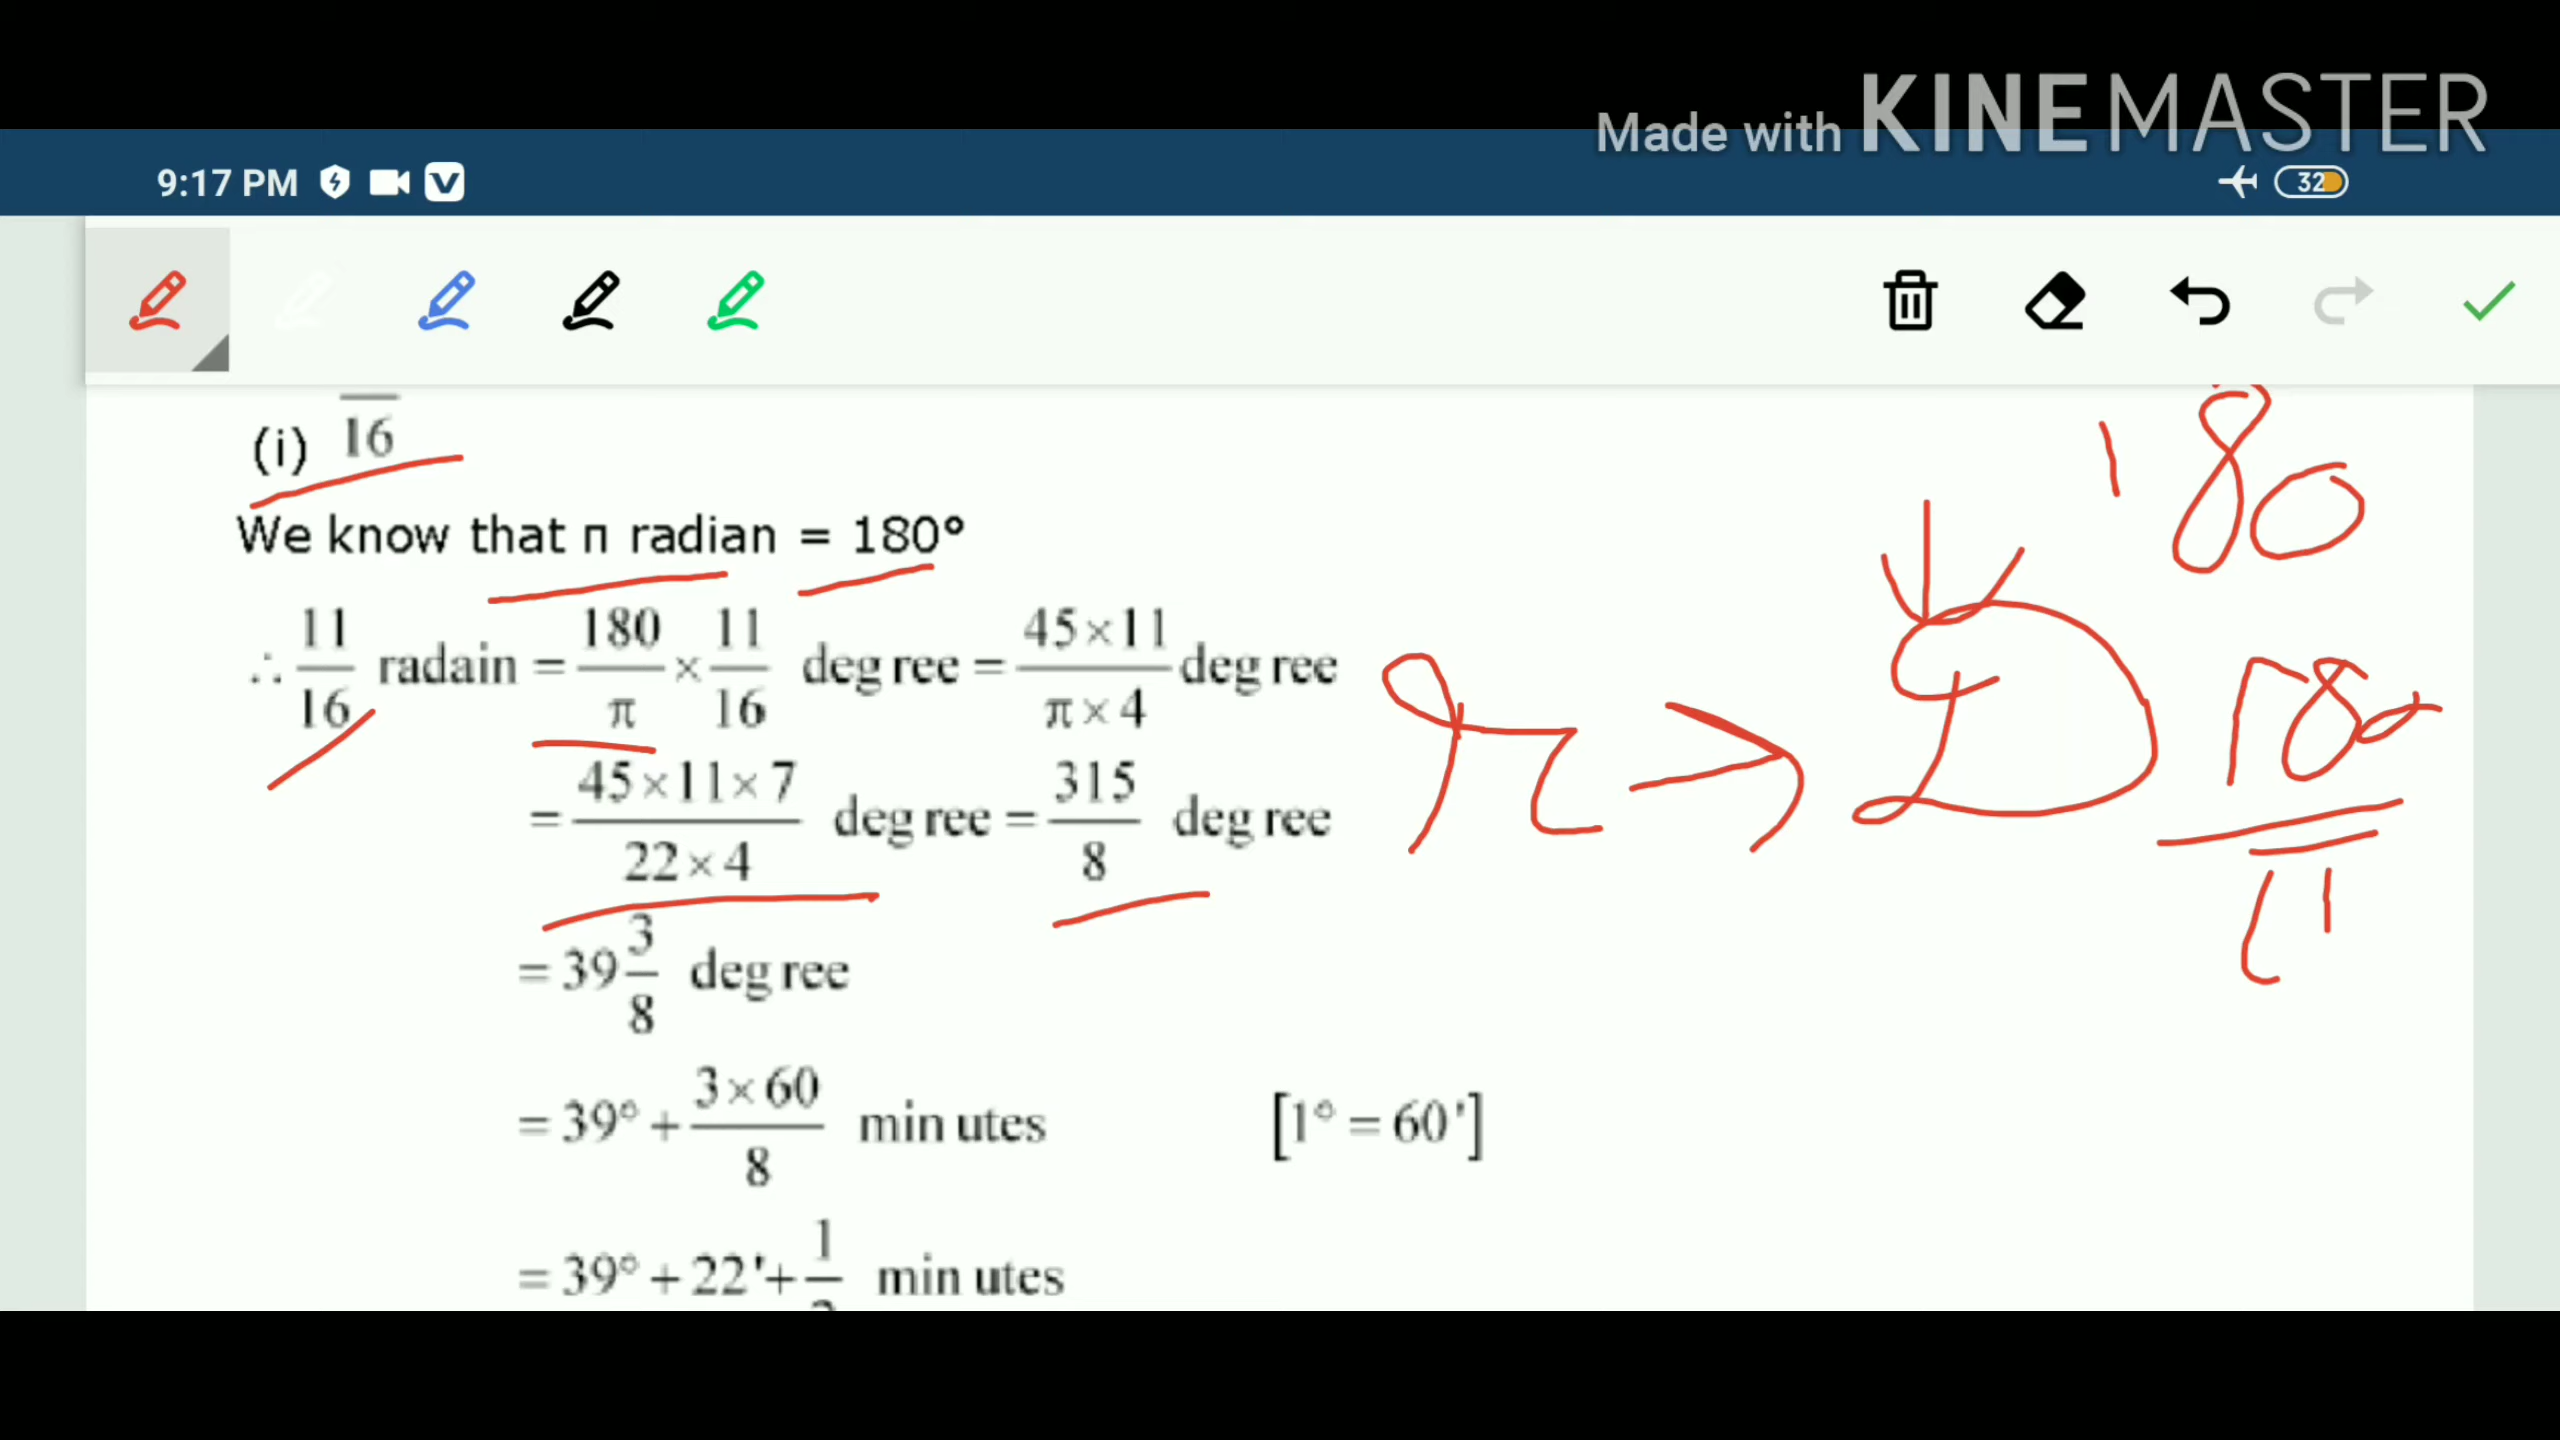 Made with KINEMASTER
9:17 PM
32
(i) 16
180
We know that π radian = 180°
∴ 11/16 radain = 180/π × 11/16 deg ree = 45×11/π×4 deg ree
= 45×11×7/22×4 deg ree = 315/8 deg ree
R → D 180/π
= 39 3/8 deg ree
= 39° + 3×60/8 min utes [1° = 60']
= 39° + 22' + 1 min utes